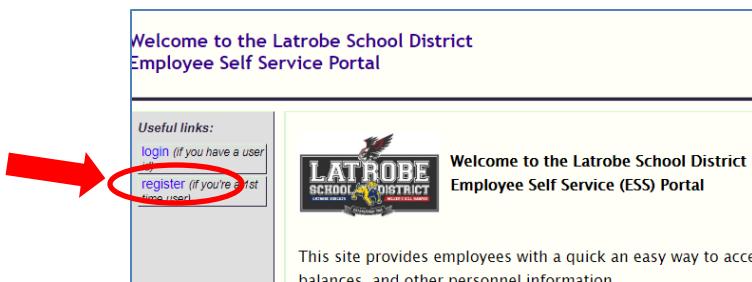 Welcome to the Latrobe School District
Employee Self Service Portal
Useful links:
login (if you have a user
id)
register (if you're a 1st
time user)
LATROBE
SCHOOL DISTRICT
Welcome to the Latrobe School District
Employee Self Service (ESS) Portal
This site provides employees with a quick an easy way to acce
balances, and other personnel information